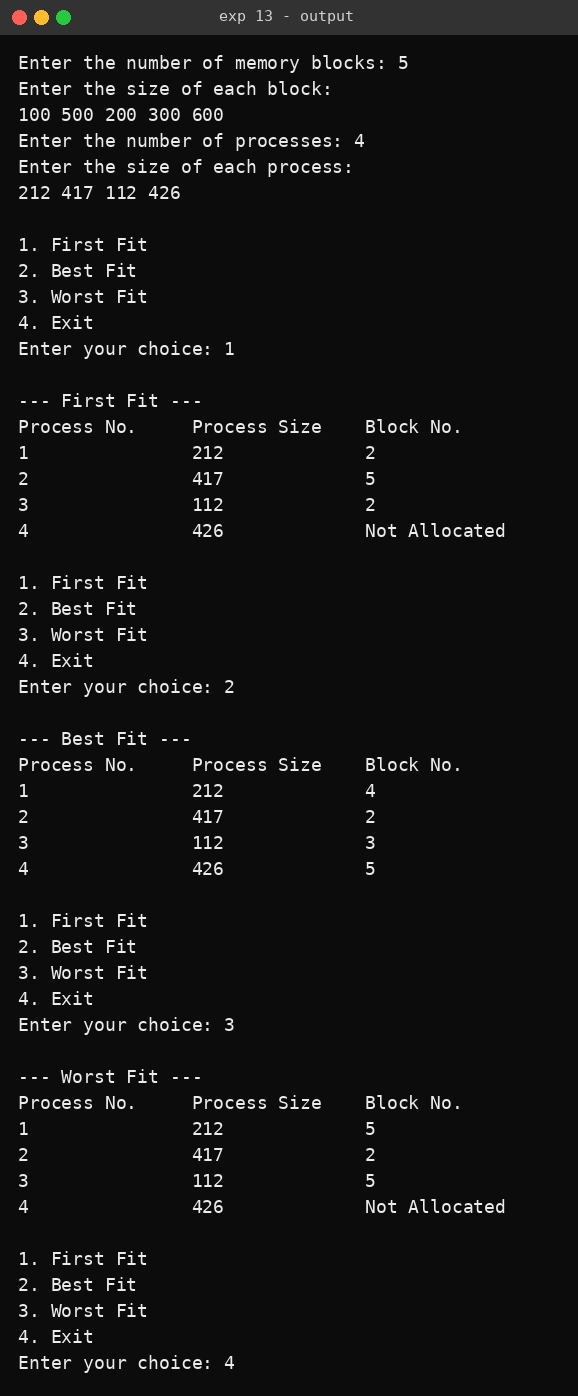 exp 13 - output
Enter the number of memory blocks: 5
Enter the size of each block:
100 500 200 300 600
Enter the number of processes: 4
Enter the size of each process:
212 417 112 426

1. First Fit
2. Best Fit
3. Worst Fit
4. Exit
Enter your choice: 1

--- First Fit ---
Process No.     Process Size    Block No.
1               212             2
2               417             5
3               112             2
4               426             Not Allocated

1. First Fit
2. Best Fit
3. Worst Fit
4. Exit
Enter your choice: 2

--- Best Fit ---
Process No.     Process Size    Block No.
1               212             4
2               417             2
3               112             3
4               426             5

1. First Fit
2. Best Fit
3. Worst Fit
4. Exit
Enter your choice: 3

--- Worst Fit ---
Process No.     Process Size    Block No.
1               212             5
2               417             2
3               112             5
4               426             Not Allocated

1. First Fit
2. Best Fit
3. Worst Fit
4. Exit
Enter your choice: 4